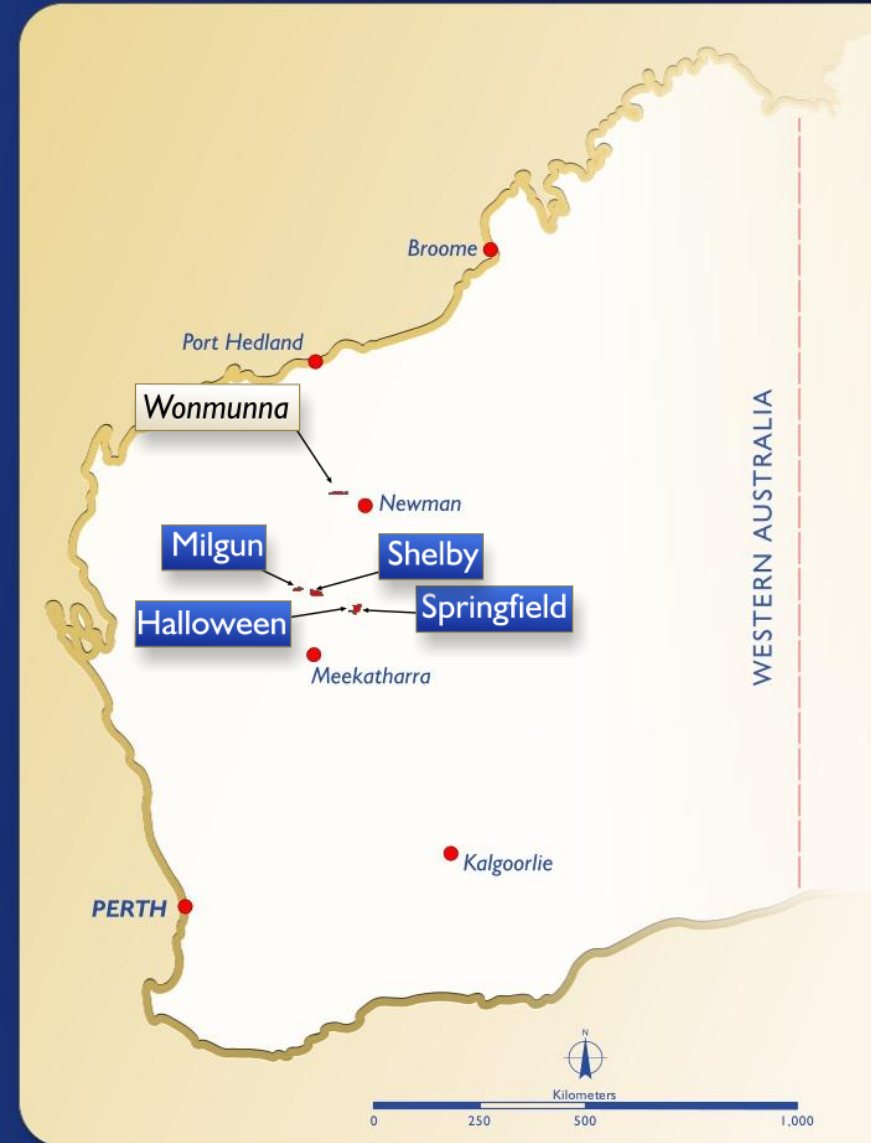 Broome
Port Hedland
Wonmunna
Newman
Milgun
Shelby
Halloween
Springfield
Meekatharra
WESTERN AUSTRALIA
Kalgoorlie
PERTH
N
Kilometers
0 250 500 1,000